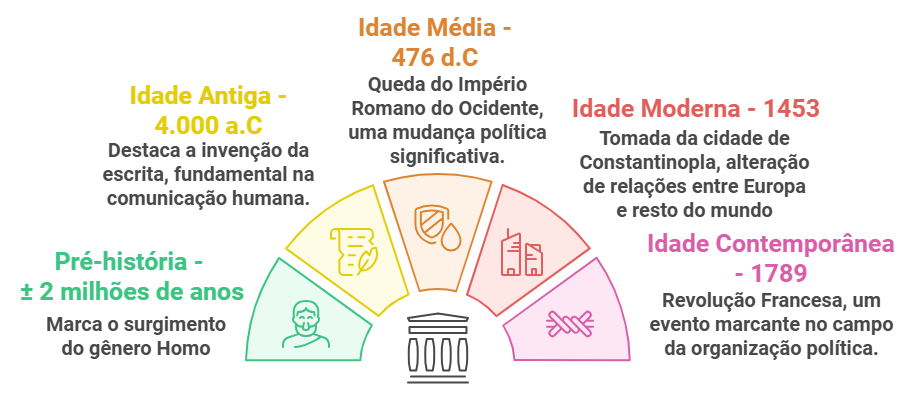 Pré-história -
± 2 milhões de anos
Marca o surgimento
do gênero Homo
Idade Antiga -
4.000 a.C
Destaca a invenção da
escrita, fundamental na
comunicação humana.
Idade Média -
476 d.C
Queda do Império
Romano do Ocidente,
uma mudança política
significativa.
Idade Moderna - 1453
Tomada da cidade de
Constantinopla, alteração
de relações entre Europa
e resto do mundo
Idade Contemporânea
- 1789
Revolução Francesa, um
evento marcante no campo
da organização política.